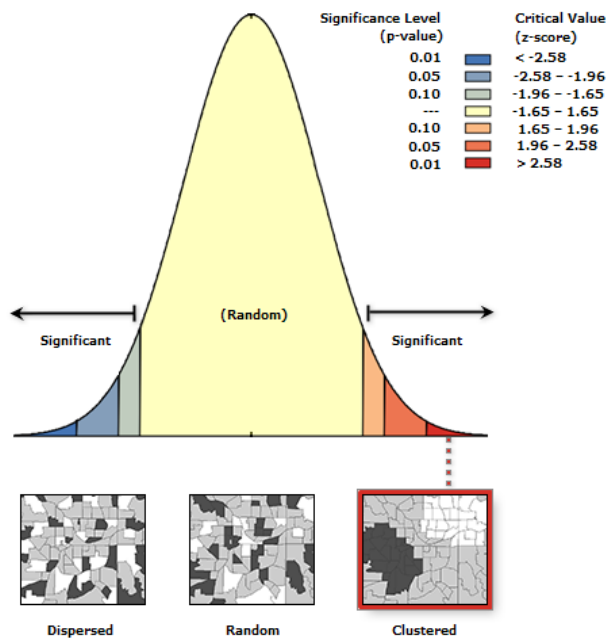 Significance Level
(p-value)
Critical Value
(z-score)
0.01 < -2.58
0.05 -2.58 – -1.96
0.10 -1.96 – -1.65
--- -1.65 – 1.65
0.10 1.65 – 1.96
0.05 1.96 – 2.58
0.01 > 2.58
(Random)
Significant
Significant
Dispersed
Random
Clustered